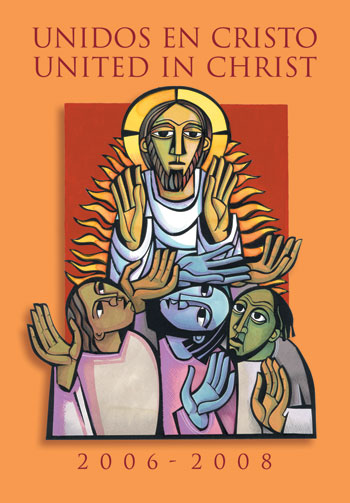 UNIDOS EN CRISTO
UNITED IN CHRIST
2006-2008